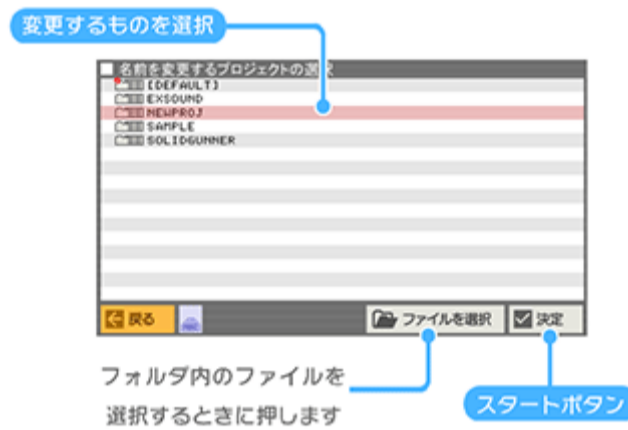 変更するものを選択
名前を変更するプロジェクトの選択
[DEFAULT]
EXSOUND
NEWPROJ
SAMPLE
SOLIDGUNNER
戻る
ファイルを選択
決定
フォルダ内のファイルを
選択するときに押します
スタートボタン